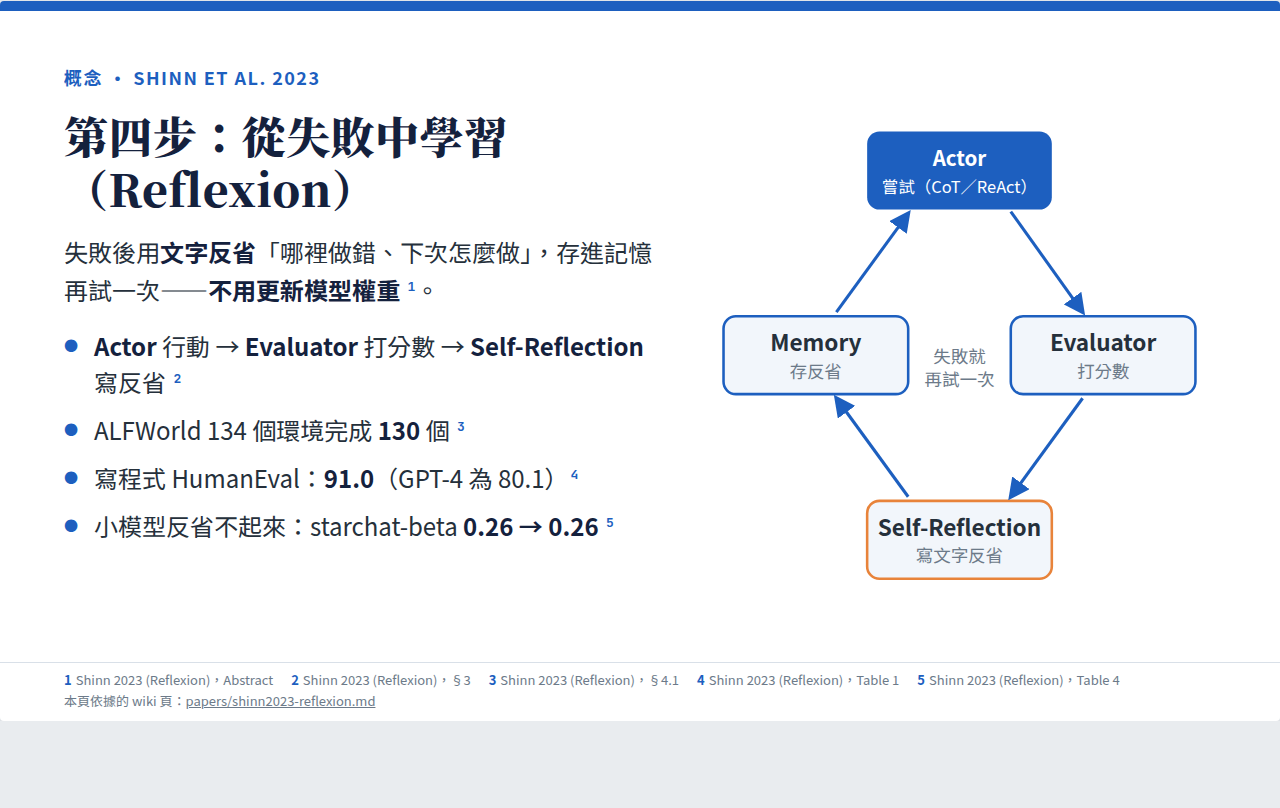 概念 • SHINN ET AL. 2023
第四步：從失敗中學習
（Reflexion）
失敗後用文字反省「哪裡做錯、下次怎麼做」，存進記憶
再試一次——不用更新模型權重 1。
Actor 行動 → Evaluator 打分數 → Self-Reflection
寫反省 2
ALFWorld 134 個環境完成 130 個 3
寫程式 HumanEval：91.0（GPT-4 為 80.1） 4
小模型反省不起來：starchat-beta 0.26 → 0.26 5
Actor
嘗試（CoT／ReAct）
Memory
存反省
失敗就
再試一次
Evaluator
打分數
Self-Reflection
寫文字反省
1 Shinn 2023 (Reflexion)，Abstract 2 Shinn 2023 (Reflexion)，§3 3 Shinn 2023 (Reflexion)，§4.1 4 Shinn 2023 (Reflexion)，Table 1 5 Shinn 2023 (Reflexion)，Table 4
本頁依據的 wiki 頁：papers/shinn2023-reflexion.md